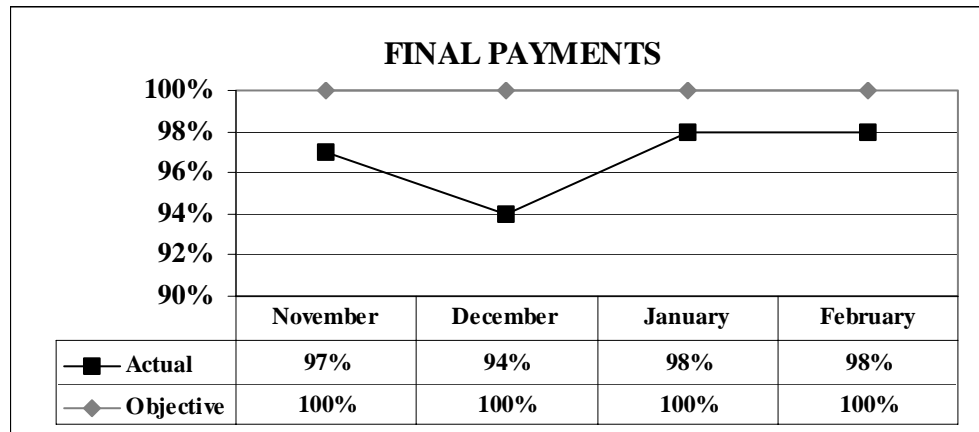 FINAL PAYMENTS
100%
98%
96%
94%
92%
90%
November December January February
Actual 97% 94% 98% 98%
Objective 100% 100% 100% 100%